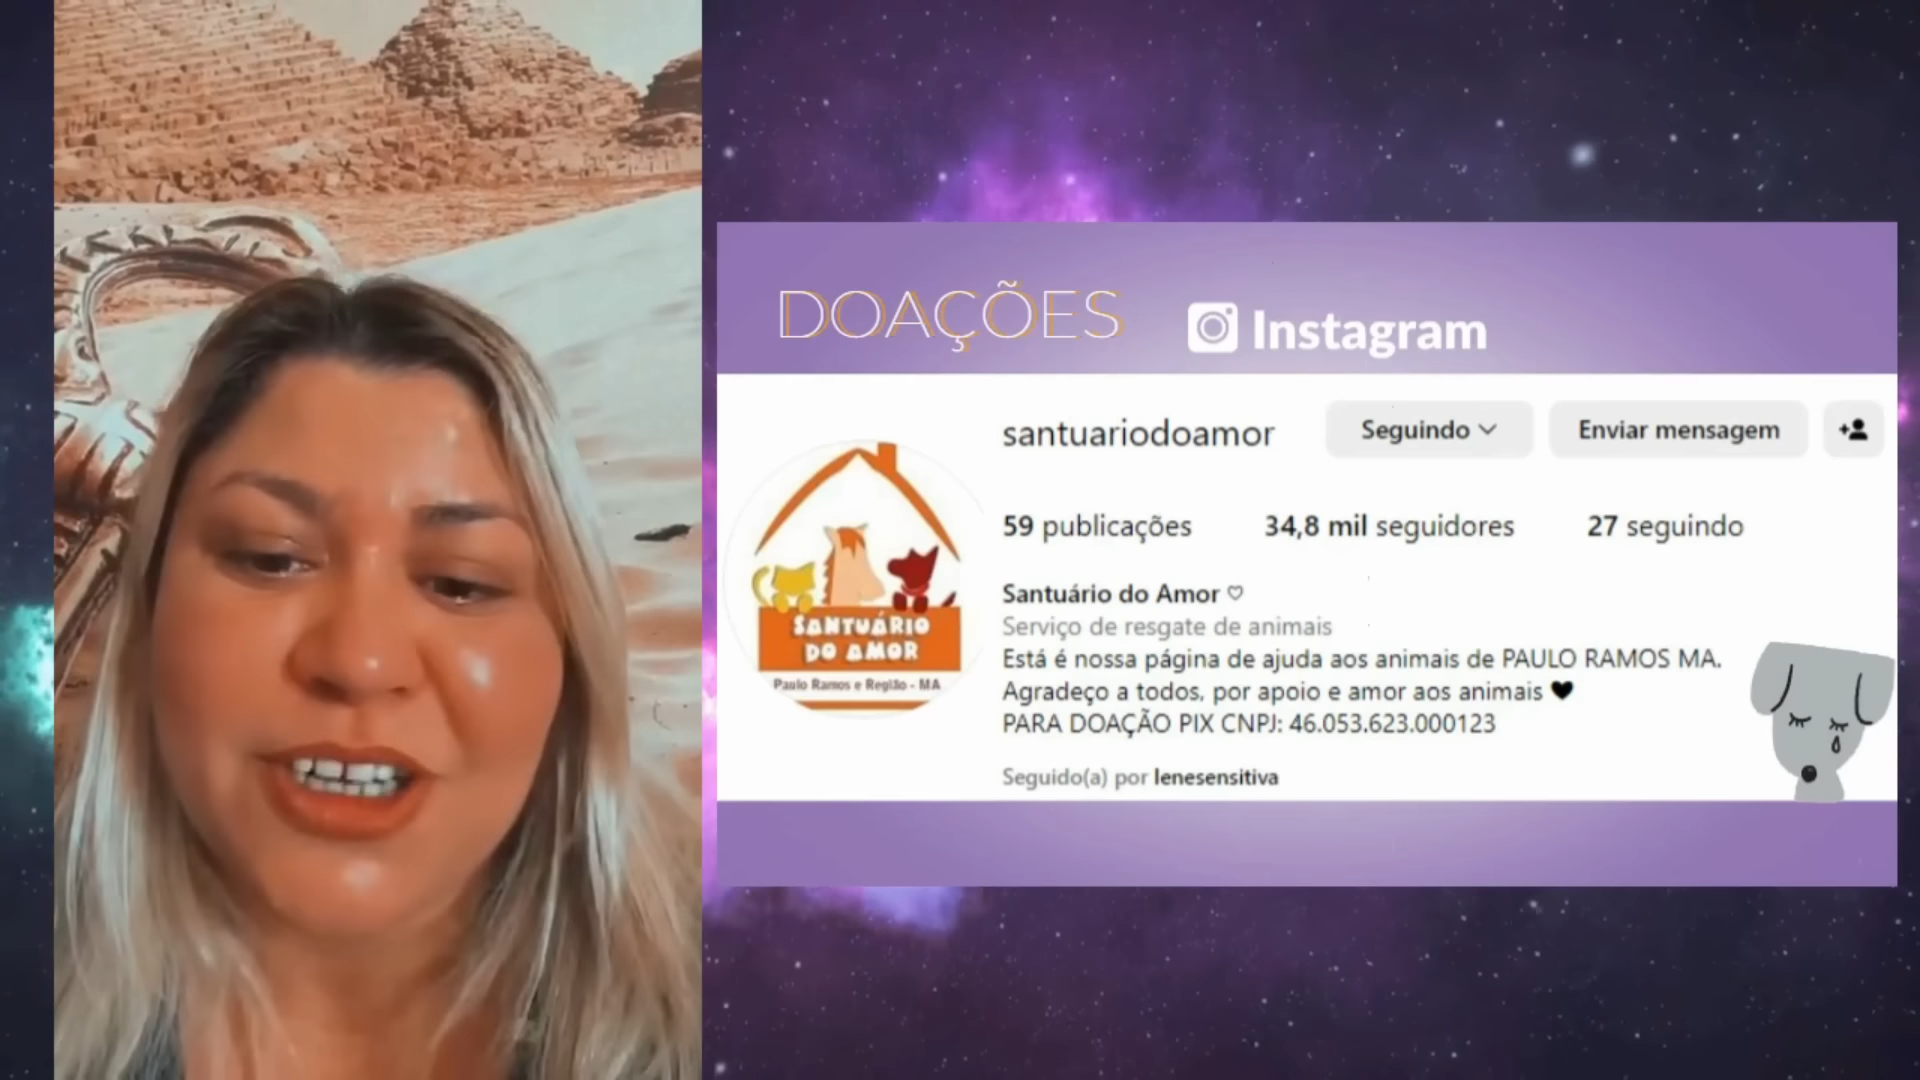 DOAÇÕES
Instagram
santuariodoamor
Seguindo
Enviar mensagem
59 publicações
34,8 mil seguidores
27 seguindo
SANTUÁRIO
DO AMOR
Paulo Ramos e Região - MA
Santuário do Amor ♡
Serviço de resgate de animais
Está é nossa página de ajuda aos animais de PAULO RAMOS MA.
Agradeço a todos, por apoio e amor aos animais 🖤
PARA DOAÇÃO PIX CNPJ: 46.053.623.000123
Seguido(a) por lenesensitiva